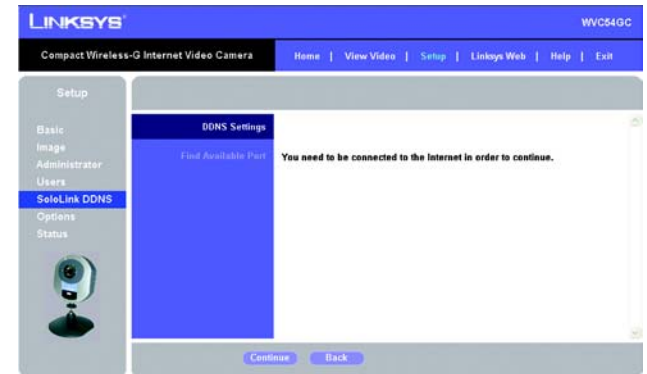 LINKSYS®
WVC54GC
Compact Wireless-G Internet Video Camera
Home | View Video | Setup | Linksys Web | Help | Exit
Setup
Basic
Image
Administrator
Users
SoloLink DDNS
Options
Status
DDNS Settings
Find Available Port
You need to be connected to the Internet in order to continue.
Continue
Back